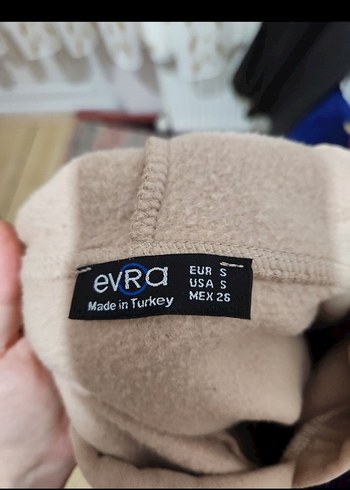 evRa
Made in Turkey
EUR S
USA S
MEX 26